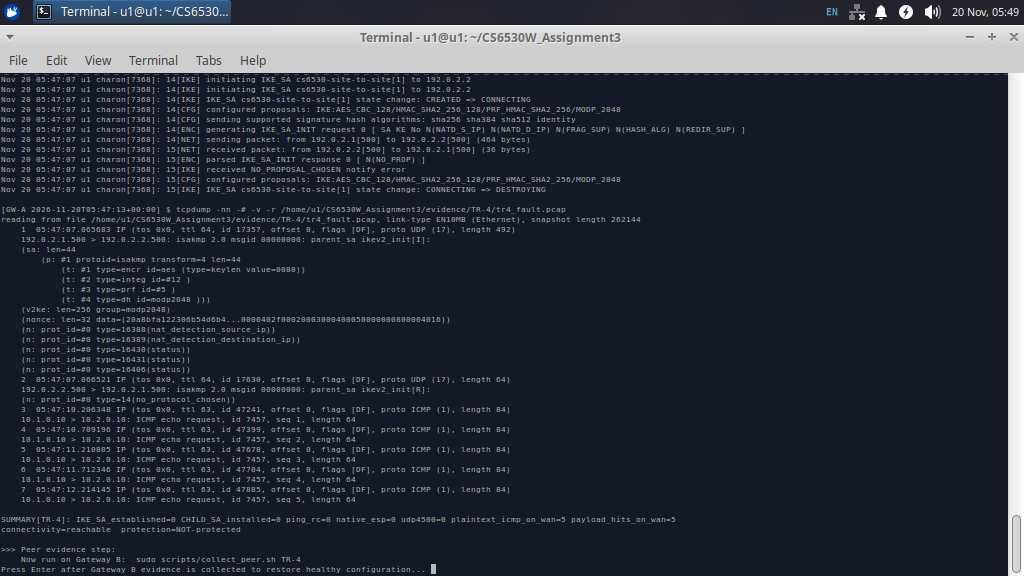 Terminal - u1@u1: ~/CS6530...
EN
20 Nov, 05:49
Terminal - u1@u1: ~/CS6530W_Assignment3
File Edit View Terminal Tabs Help
Nov 20 05:47:07 u1 charon[7368]: 14[IKE] initiating IKE_SA cs6530-site-to-site[1] to 192.0.2.2
Nov 20 05:47:07 u1 charon[7368]: 14[IKE] initiating IKE_SA cs6530-site-to-site[1] to 192.0.2.2
Nov 20 05:47:07 u1 charon[7368]: 14[IKE] IKE_SA cs6530-site-to-site[1] state change: CREATED => CONNECTING
Nov 20 05:47:07 u1 charon[7368]: 14[CFG] configured proposals: IKE:AES_CBC_128/HMAC_SHA2_256_128/PRF_HMAC_SHA2_256/MODP_2048
Nov 20 05:47:07 u1 charon[7368]: 14[CFG] sending supported signature hash algorithms: sha256 sha384 sha512 identity
Nov 20 05:47:07 u1 charon[7368]: 14[ENC] generating IKE_SA_INIT request 0 [ SA KE No N(NATD_S_IP) N(NATD_D_IP) N(FRAG_SUP) N(HASH_ALG) N(REDIR_SUP) ]
Nov 20 05:47:07 u1 charon[7368]: 14[NET] sending packet: from 192.0.2.1[500] to 192.0.2.2[500] (464 bytes)
Nov 20 05:47:07 u1 charon[7368]: 15[NET] received packet: from 192.0.2.2[500] to 192.0.2.1[500] (36 bytes)
Nov 20 05:47:07 u1 charon[7368]: 15[ENC] parsed IKE_SA_INIT response 0 [ N(NO_PROP) ]
Nov 20 05:47:07 u1 charon[7368]: 15[IKE] received NO_PROPOSAL_CHOSEN notify error
Nov 20 05:47:07 u1 charon[7368]: 15[CFG] configured proposals: IKE:AES_CBC_128/HMAC_SHA2_256_128/PRF_HMAC_SHA2_256/MODP_2048
Nov 20 05:47:07 u1 charon[7368]: 15[IKE] IKE_SA cs6530-site-to-site[1] state change: CONNECTING => DESTROYING
[GW-A 2026-11-20T05:47:13+00:00] $ tcpdump -nn -# -v -r /home/u1/CS6530W_Assignment3/evidence/TR-4/tr4_fault.pcap
reading from file /home/u1/CS6530W_Assignment3/evidence/TR-4/tr4_fault.pcap, link-type EN10MB (Ethernet), snapshot length 262144
1 05:47:07.065683 IP (tos 0x0, ttl 64, id 17357, offset 0, flags [DF], proto UDP (17), length 492)
192.0.2.1.500 > 192.0.2.2.500: isakmp 2.0 msgid 00000000: parent_sa ikev2_init[I]:
(sa: len=44
(p: #1 protoid=isakmp transform=4 len=44
(t: #1 type=encr id=aes (type=keylen value=0080))
(t: #2 type=integ id=#12 )
(t: #3 type=prf id=#5 )
(t: #4 type=dh id=modp2048 )))
(v2ke: len=256 group=modp2048)
(nonce: len=32 data=(20a8bfa122306b54d6b4...0000402f000200030004000500000000800004016))
(n: prot_id=#0 type=16388(nat_detection_source_ip))
(n: prot_id=#0 type=16389(nat_detection_destination_ip))
(n: prot_id=#0 type=16430(status))
(n: prot_id=#0 type=16431(status))
(n: prot_id=#0 type=16406(status))
2 05:47:07.066521 IP (tos 0x0, ttl 64, id 17630, offset 0, flags [DF], proto UDP (17), length 64)
192.0.2.2.500 > 192.0.2.1.500: isakmp 2.0 msgid 00000000: parent_sa ikev2_init[R]:
(n: prot_id=#0 type=14(no_protocol_chosen))
3 05:47:10.206348 IP (tos 0x0, ttl 63, id 47241, offset 0, flags [DF], proto ICMP (1), length 84)
10.1.0.10 > 10.2.0.10: ICMP echo request, id 7457, seq 1, length 64
4 05:47:10.709196 IP (tos 0x0, ttl 63, id 47399, offset 0, flags [DF], proto ICMP (1), length 84)
10.1.0.10 > 10.2.0.10: ICMP echo request, id 7457, seq 2, length 64
5 05:47:11.210805 IP (tos 0x0, ttl 63, id 47678, offset 0, flags [DF], proto ICMP (1), length 84)
10.1.0.10 > 10.2.0.10: ICMP echo request, id 7457, seq 3, length 64
6 05:47:11.712346 IP (tos 0x0, ttl 63, id 47704, offset 0, flags [DF], proto ICMP (1), length 84)
10.1.0.10 > 10.2.0.10: ICMP echo request, id 7457, seq 4, length 64
7 05:47:12.214145 IP (tos 0x0, ttl 63, id 47885, offset 0, flags [DF], proto ICMP (1), length 84)
10.1.0.10 > 10.2.0.10: ICMP echo request, id 7457, seq 5, length 64
SUMMARY[TR-4]: IKE_SA_established=0 CHILD_SA_installed=0 ping_rc=0 native_esp=0 udp4500=0 plaintext_icmp_on_wan=5 payload_hits_on_wan=5
connectivity=reachable protection=NOT-protected
>>> Peer evidence step:
Now run on Gateway B: sudo scripts/collect_peer.sh TR-4
Press Enter after Gateway B evidence is collected to restore healthy configuration...